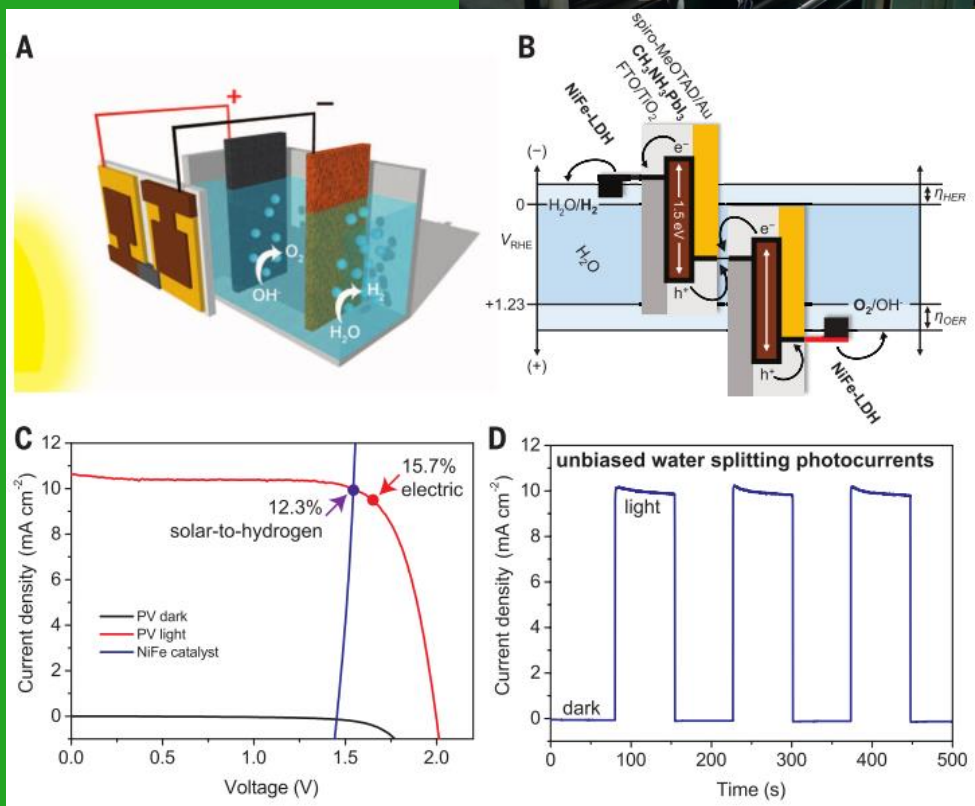 A
+
−
O₂
OH⁻
H₂
H₂O
B
spiro-MeOTAD/Au
CH₃NH₃PbI₃
FTO/TiO₂
NiFe-LDH
(−)
e⁻
0
H₂O/H₂
ηHER
1.5 eV
VRHE
H₂O
e⁻
h⁺
+1.23
O₂/OH⁻
ηOER
(+)
h⁺
NiFe-LDH
C
12
10
8
6
4
2
0
Current density (mA cm⁻²)
15.7%
electric
12.3%
solar-to-hydrogen
PV dark
PV light
NiFe catalyst
0.0 0.5 1.0 1.5 2.0
Voltage (V)
D
12
10
8
6
4
2
0
Current density (mA cm⁻²)
unbiased water splitting photocurrents
light
dark
0 100 200 300 400 500
Time (s)